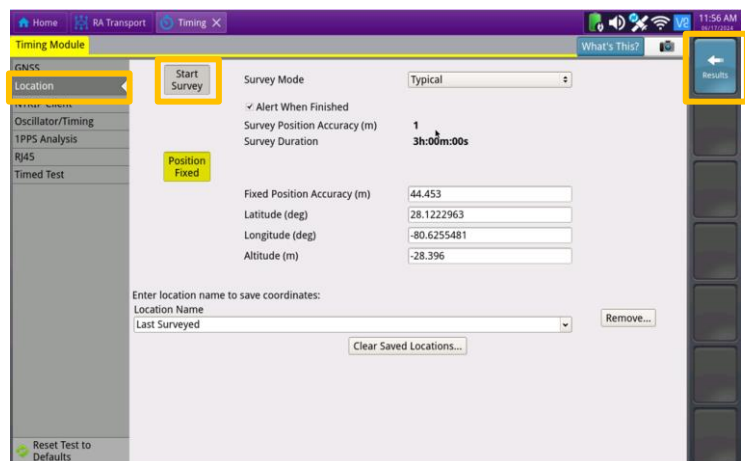 Home RA Transport Timing X 11:56 AM
06/17/2024
Timing Module What's This?
GNSS
Location
NTRIP Client
Oscillator/Timing
1PPS Analysis
RJ45
Timed Test
Reset Test to
Defaults
Start
Survey
Survey Mode Typical
Alert When Finished
Survey Position Accuracy (m) 1
Survey Duration 3h:00m:00s
Position
Fixed
Fixed Position Accuracy (m) 44.453
Latitude (deg) 28.1222963
Longitude (deg) -80.6255481
Altitude (m) -28.396
Enter location name to save coordinates:
Location Name
Last Surveyed Remove...
Clear Saved Locations...
Results